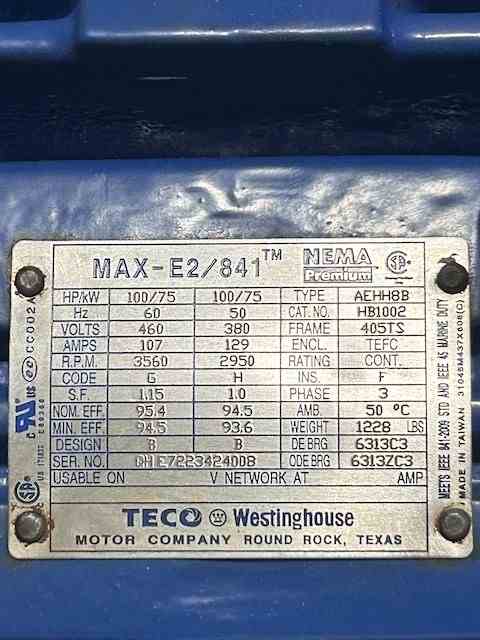 MAX-E2/841™ NEMA Premium
HP/kW 100/75 100/75 TYPE AEHH8B
Hz 60 50 CAT. NO. HB1002
VOLTS 460 380 FRAME 405TS
AMPS 107 129 ENCL. TEFC
R.P.M. 3560 2950 RATING CONT.
CODE G H INS. F
S.F. 1.15 1.0 PHASE 3
NOM. EFF. 95.4 94.5 AMB. 50 °C
MIN. EFF. 94.5 93.6 WEIGHT 1228 LBS
DESIGN B B DE BRG 6313C3
SER. NO. ODE BRG 6313ZC3
USABLE ON V NETWORK AT AMP
TECO Westinghouse
MOTOR COMPANY ROUND ROCK, TEXAS
CC002A
MEETS IEEE 841-2009 STD AND IEEE 45 MARINE DUTY
MADE IN TAIWAN